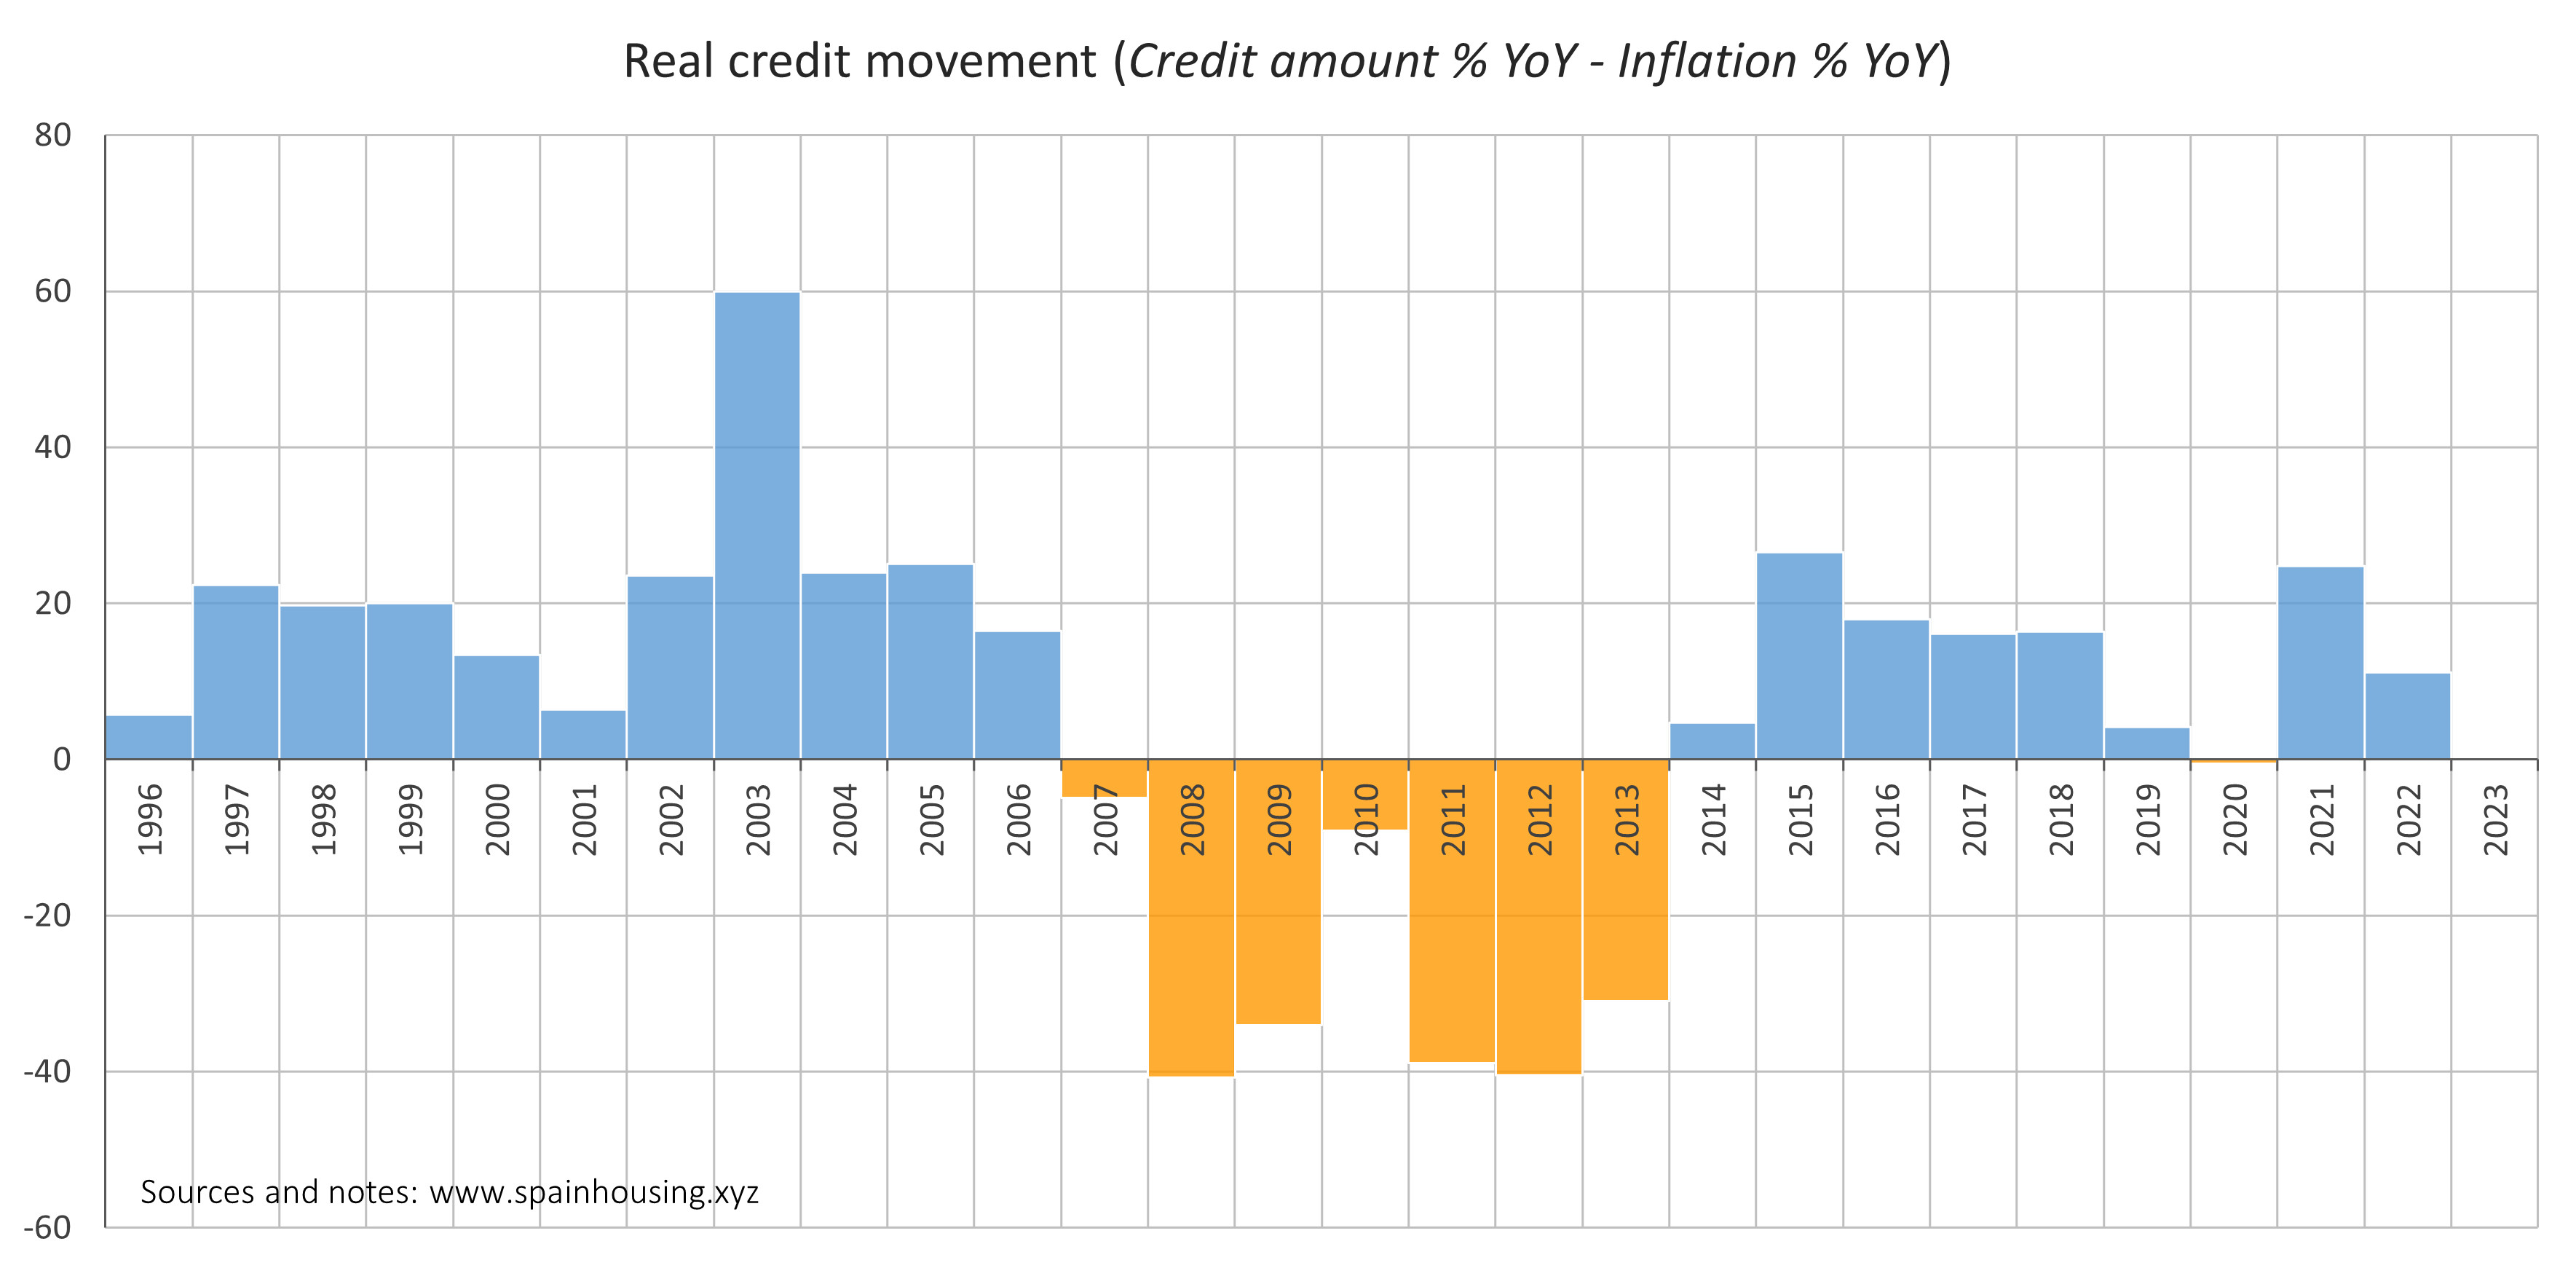 Real credit movement (Credit amount % YoY - Inflation % YoY)
80
60
40
20
0
-20
-40
-60
1996 1997 1998 1999 2000 2001 2002 2003 2004 2005 2006 2007 2008 2009 2010 2011 2012 2013 2014 2015 2016 2017 2018 2019 2020 2021 2022 2023
Sources and notes: www.spainhousing.xyz